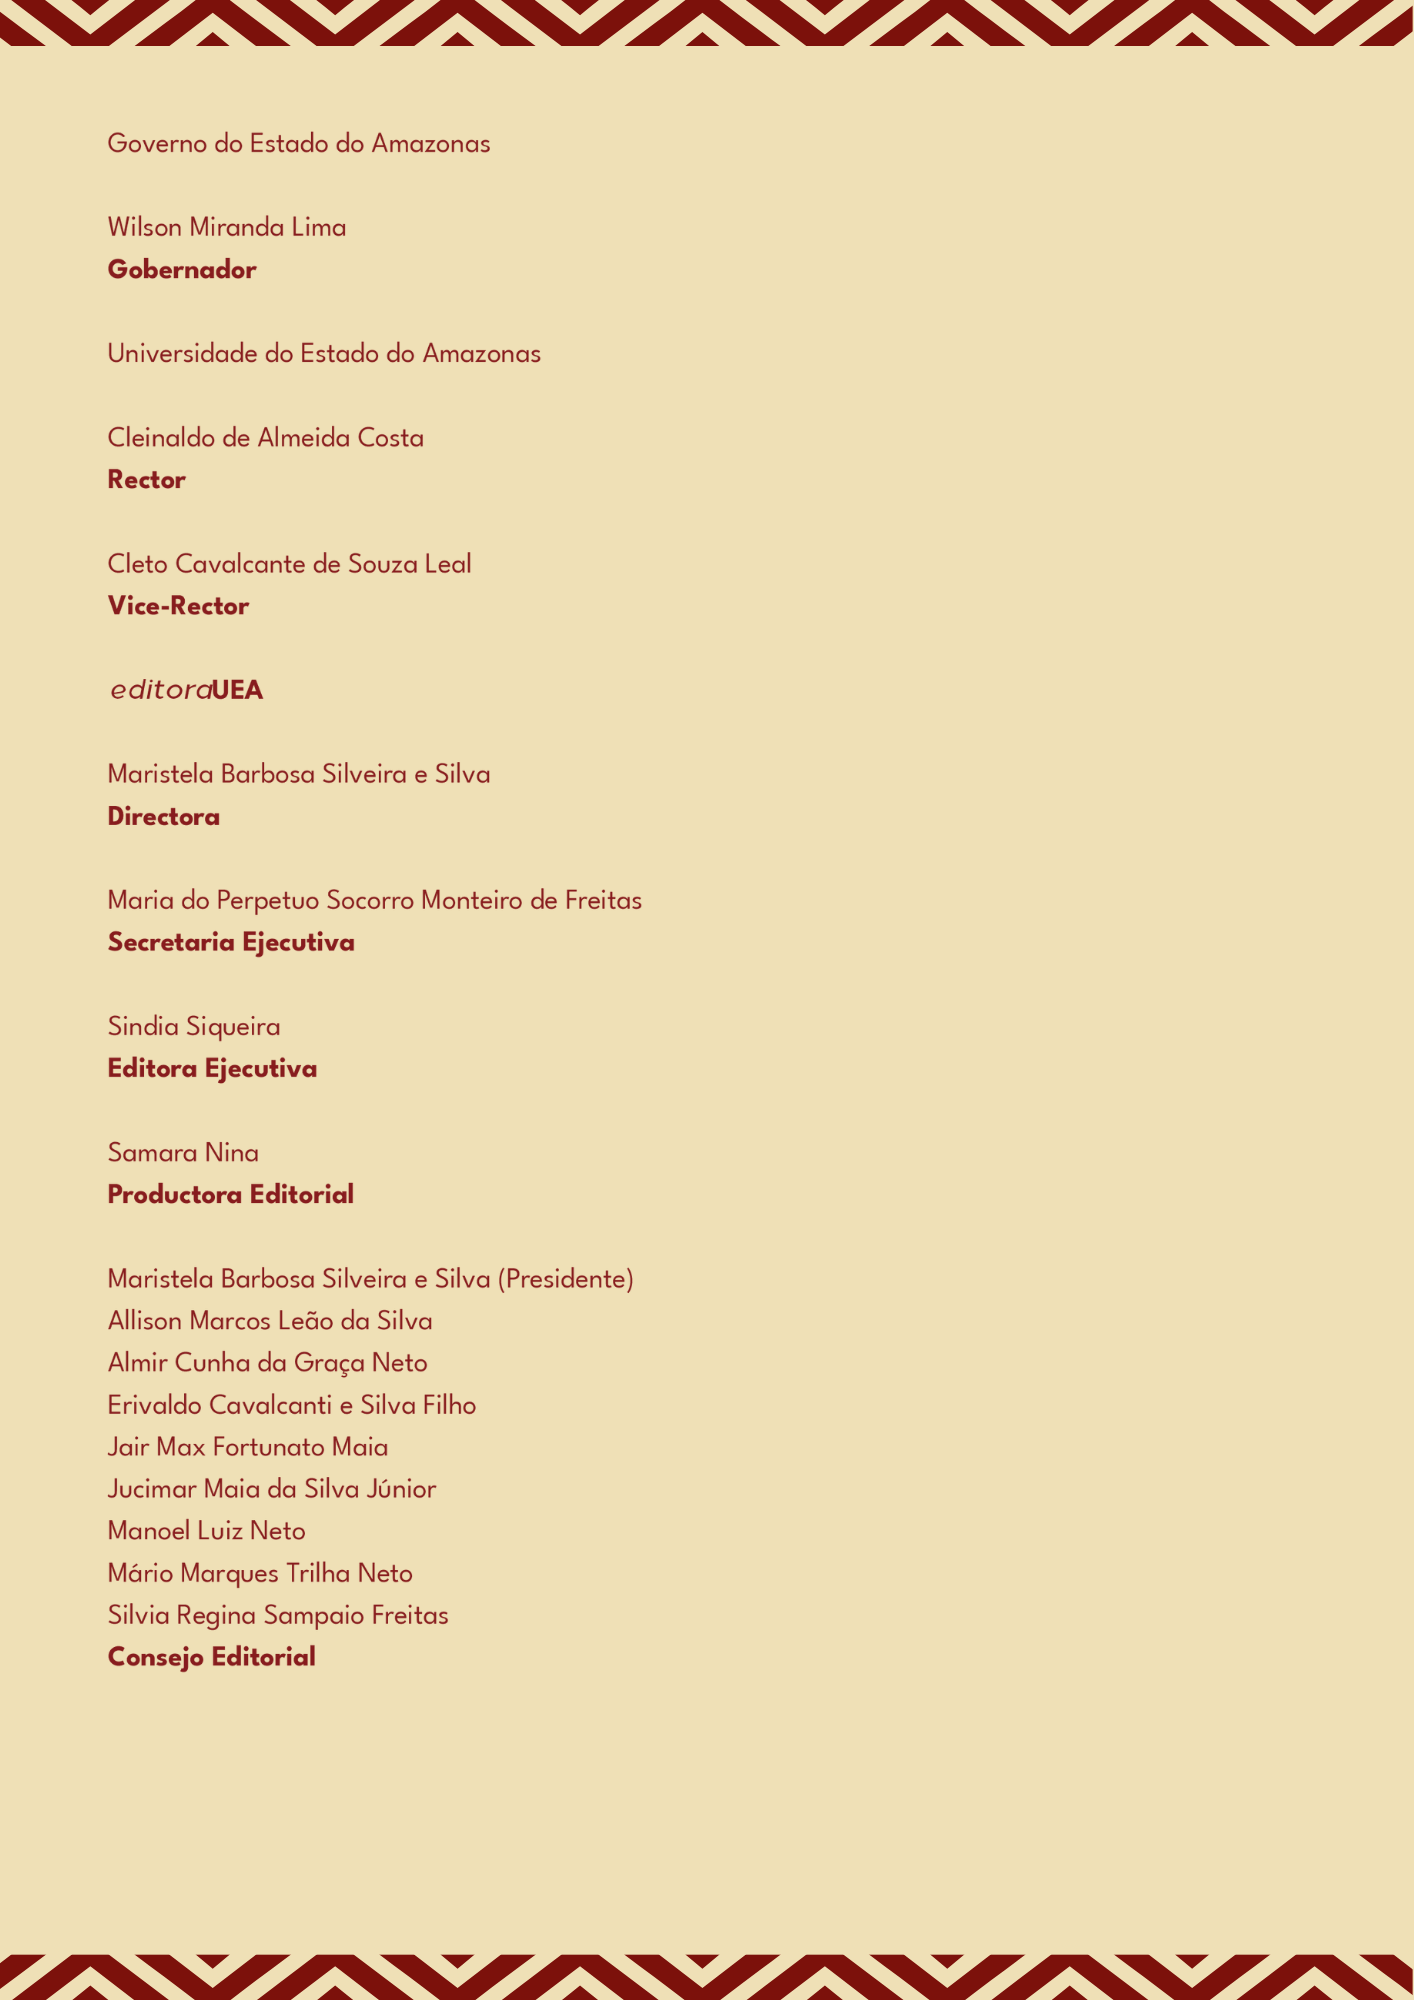 Governo do Estado do Amazonas
Wilson Miranda Lima
Gobernador
Universidade do Estado do Amazonas
Cleinaldo de Almeida Costa
Rector
Cleto Cavalcante de Souza Leal
Vice-Rector
editoraUEA
Maristela Barbosa Silveira e Silva
Directora
Maria do Perpetuo Socorro Monteiro de Freitas
Secretaria Ejecutiva
Sindia Siqueira
Editora Ejecutiva
Samara Nina
Productora Editorial
Maristela Barbosa Silveira e Silva (Presidente)
Allison Marcos Leão da Silva
Almir Cunha da Graça Neto
Erivaldo Cavalcanti e Silva Filho
Jair Max Fortunato Maia
Jucimar Maia da Silva Júnior
Manoel Luiz Neto
Mário Marques Trilha Neto
Silvia Regina Sampaio Freitas
Consejo Editorial